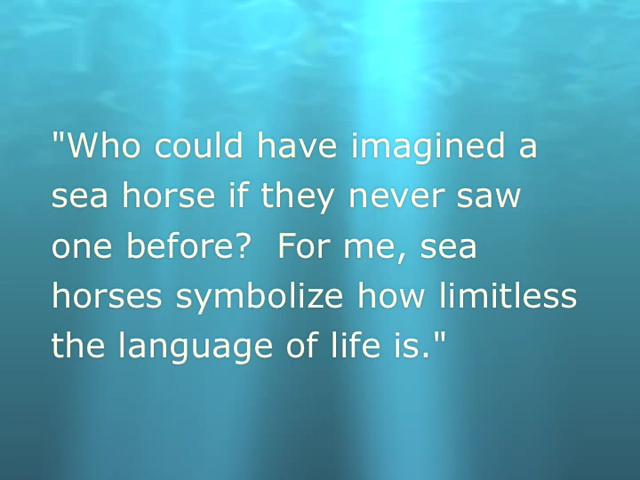 "Who could have imagined a
sea horse if they never saw
one before?  For me, sea
horses symbolize how limitless
the language of life is."